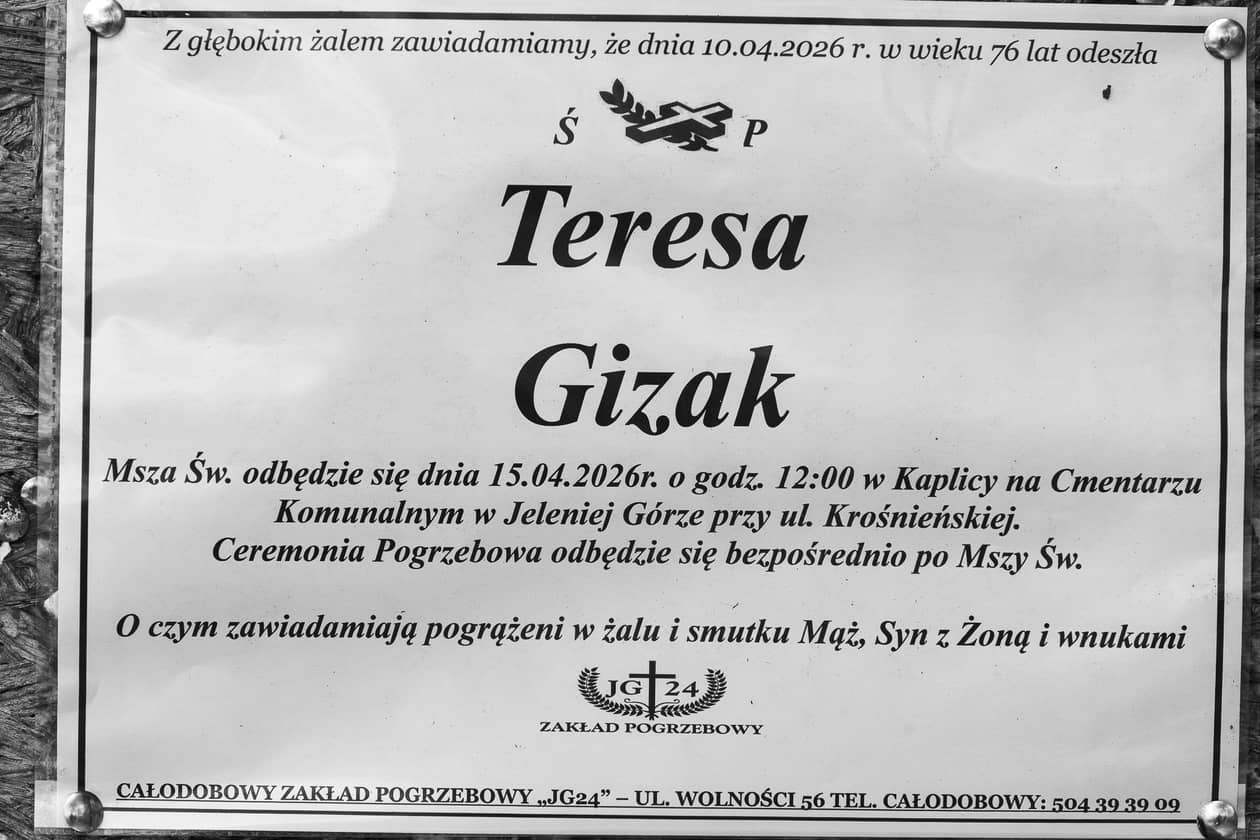 Z głębokim żalem zawiadamiamy, że dnia 10.04.2026 r. w wieku 76 lat odeszła
Ś P
Teresa
Gizak
Msza Św. odbędzie się dnia 15.04.2026r. o godz. 12:00 w Kaplicy na Cmentarzu
Komunalnym w Jeleniej Górze przy ul. Krośnieńskiej.
Ceremonia Pogrzebowa odbędzie się bezpośrednio po Mszy Św.
O czym zawiadamiają pogrążeni w żalu i smutku Mąż, Syn z Żoną i wnukami
JG 24
ZAKŁAD POGRZEBOWY
CAŁODOBOWY ZAKŁAD POGRZEBOWY „JG24” – UL. WOLNOŚCI 56 TEL. CAŁODOBOWY: 504 39 39 09